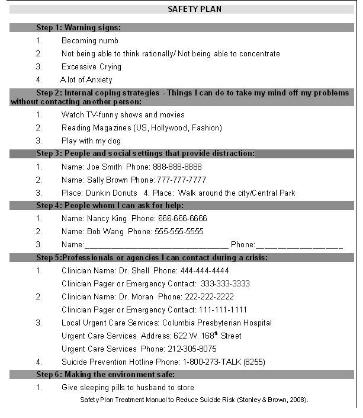 SAFETY PLAN
Step 1: Warning signs:
1. Becoming numb
2. Not being able to think rationally/ Not being able to concentrate
3. Excessive Crying
4. A lot of Anxiety
Step 2: Internal coping strategies - Things I can do to take my mind off my problems
without contacting another person:
1. Watch TV-funny shows and movies
2. Reading Magazines (US, Hollywood, Fashion)
3. Play with my dog
Step 3: People and social settings that provide distraction:
1. Name: Joe Smith Phone: 888-888-8888
2. Name: Sally Brown Phone: 777-777-7777
3. Place: Dunkin Donuts 4. Place: Walk around the city/Central Park
Step 4: People whom I can ask for help:
1. Name: Nancy King Phone: 666-666-6666
2. Name: Bob Wang Phone: 555-555-5555
3 Name: Phone:
Step 5:Professionals or agencies I can contact during a crisis:
1. Clinician Name: Dr. Shell Phone: 444-444-4444
Clinician Pager or Emergency Contact: 333-333-3333
2. Clinician Name: Dr. Moran Phone: 222-222-2222
Clinician Pager or Emergency Contact: 111-111-1111
3. Local Urgent Care Services: Columbia Presbyterian Hospital
Urgent Care Services Address: 622 W. 168th Street.
Urgent Care Services Phone: 212-305-8075
4. Suicide Prevention Hotline Phone: 1-800-273-TALK (8255)
Step 6: Making the environment safe:
1. Give sleeping pills to husband to store
Safety Plan Treatment Manual to Reduce Suicide Risk (Stanley & Brown, 2008).